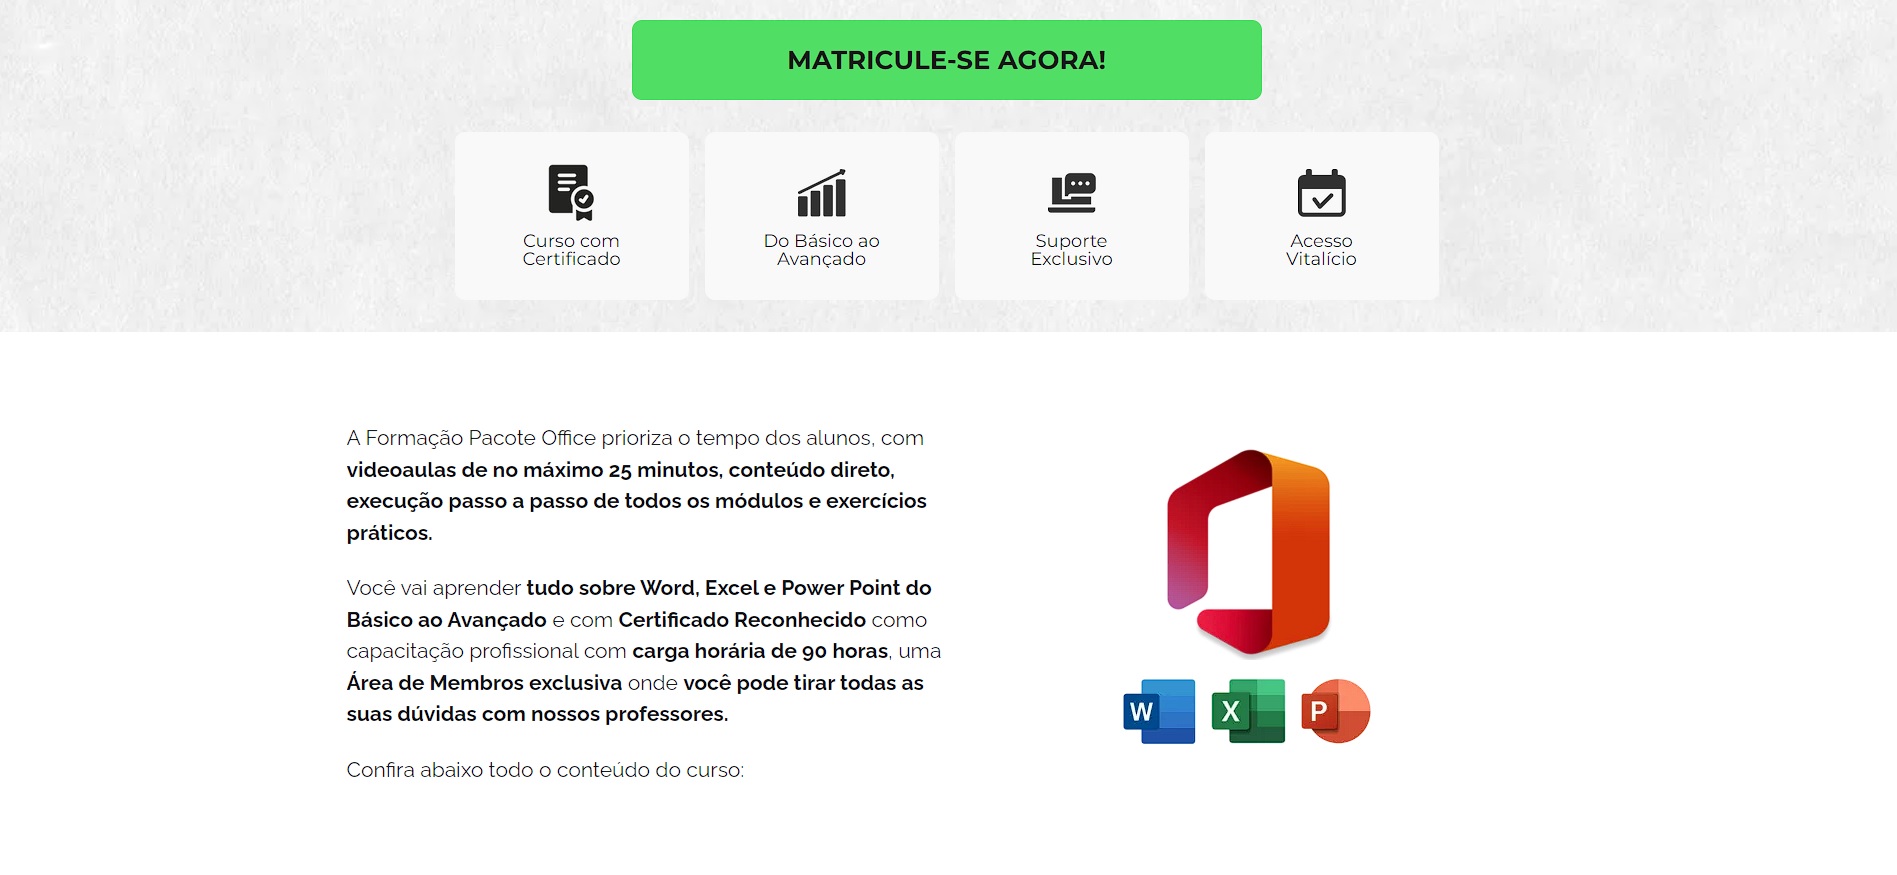 MATRICULE-SE AGORA!
Curso com
Certificado
Do Básico ao
Avançado
Suporte
Exclusivo
Acesso
Vitalício
A Formação Pacote Office prioriza o tempo dos alunos, com
videoaulas de no máximo 25 minutos, conteúdo direto,
execução passo a passo de todos os módulos e exercícios
práticos.
Você vai aprender tudo sobre Word, Excel e Power Point do
Básico ao Avançado e com Certificado Reconhecido como
capacitação profissional com carga horária de 90 horas, uma
Área de Membros exclusiva onde você pode tirar todas as
suas dúvidas com nossos professores.
Confira abaixo todo o conteúdo do curso:
W X P